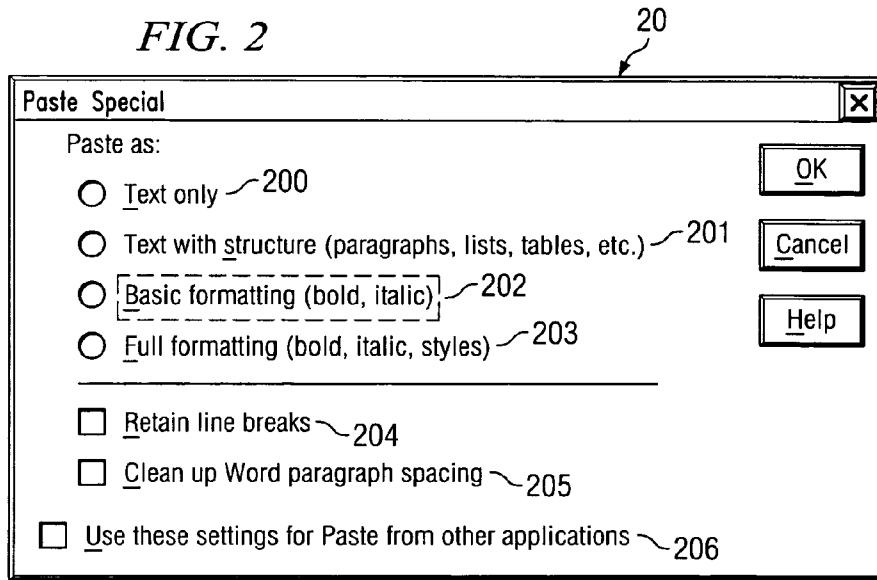 FIG. 2
20
Paste Special
Paste as:
Text only 200
OK
Text with structure (paragraphs, lists, tables, etc.) 201
Cancel
Basic formatting (bold, italic) 202
Help
Full formatting (bold, italic, styles) 203
Retain line breaks 204
Clean up Word paragraph spacing 205
Use these settings for Paste from other applications 206